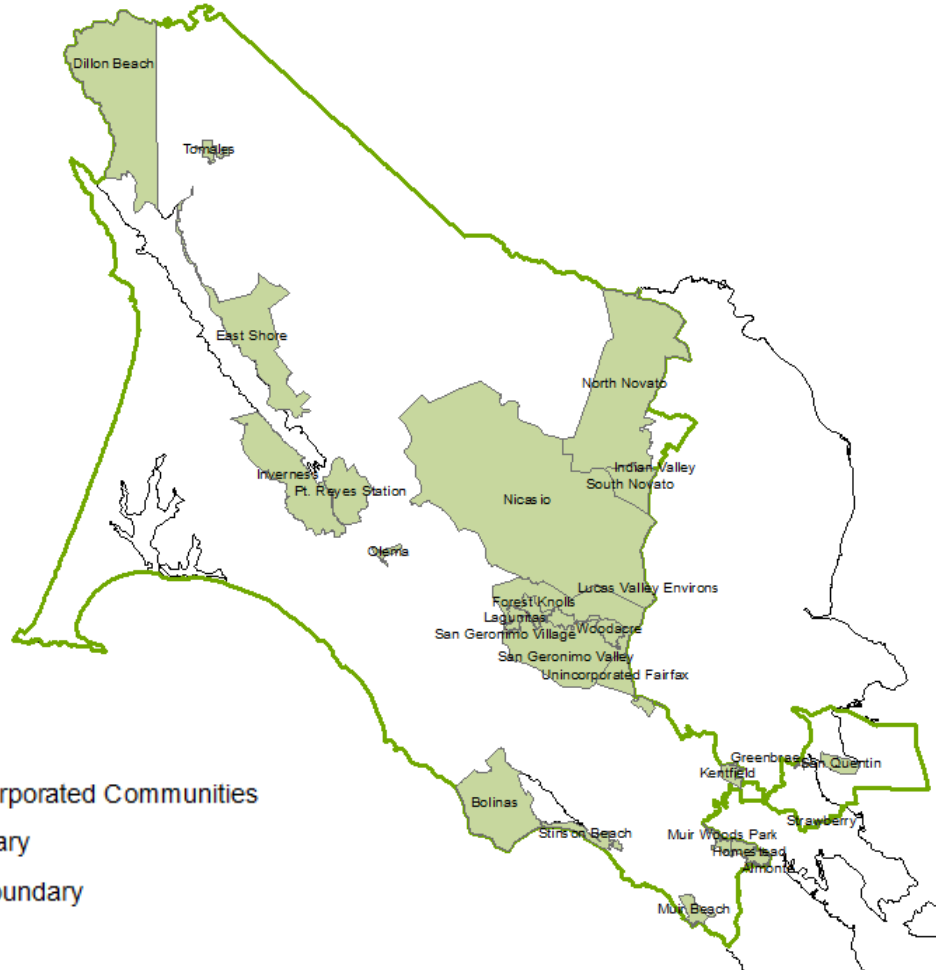 Dillon Beach
Tomales
East Shore
North Novato
Indian Valley
South Novato
Inverness
Pt. Reyes Station
Nicasio
Olema
Lucas Valley Environs
Forest Knolls
Lagunitas
Woodacre
San Geronimo Village
San Geronimo Valley
Unincorporated Fairfax
Greenbrae
San Quentin
Kentfield
orporated Communities
Bolinas
Strawberry
Stinson Beach
Muir Woods Park
ary
Homestead
Almonte
oundary
Muir Beach